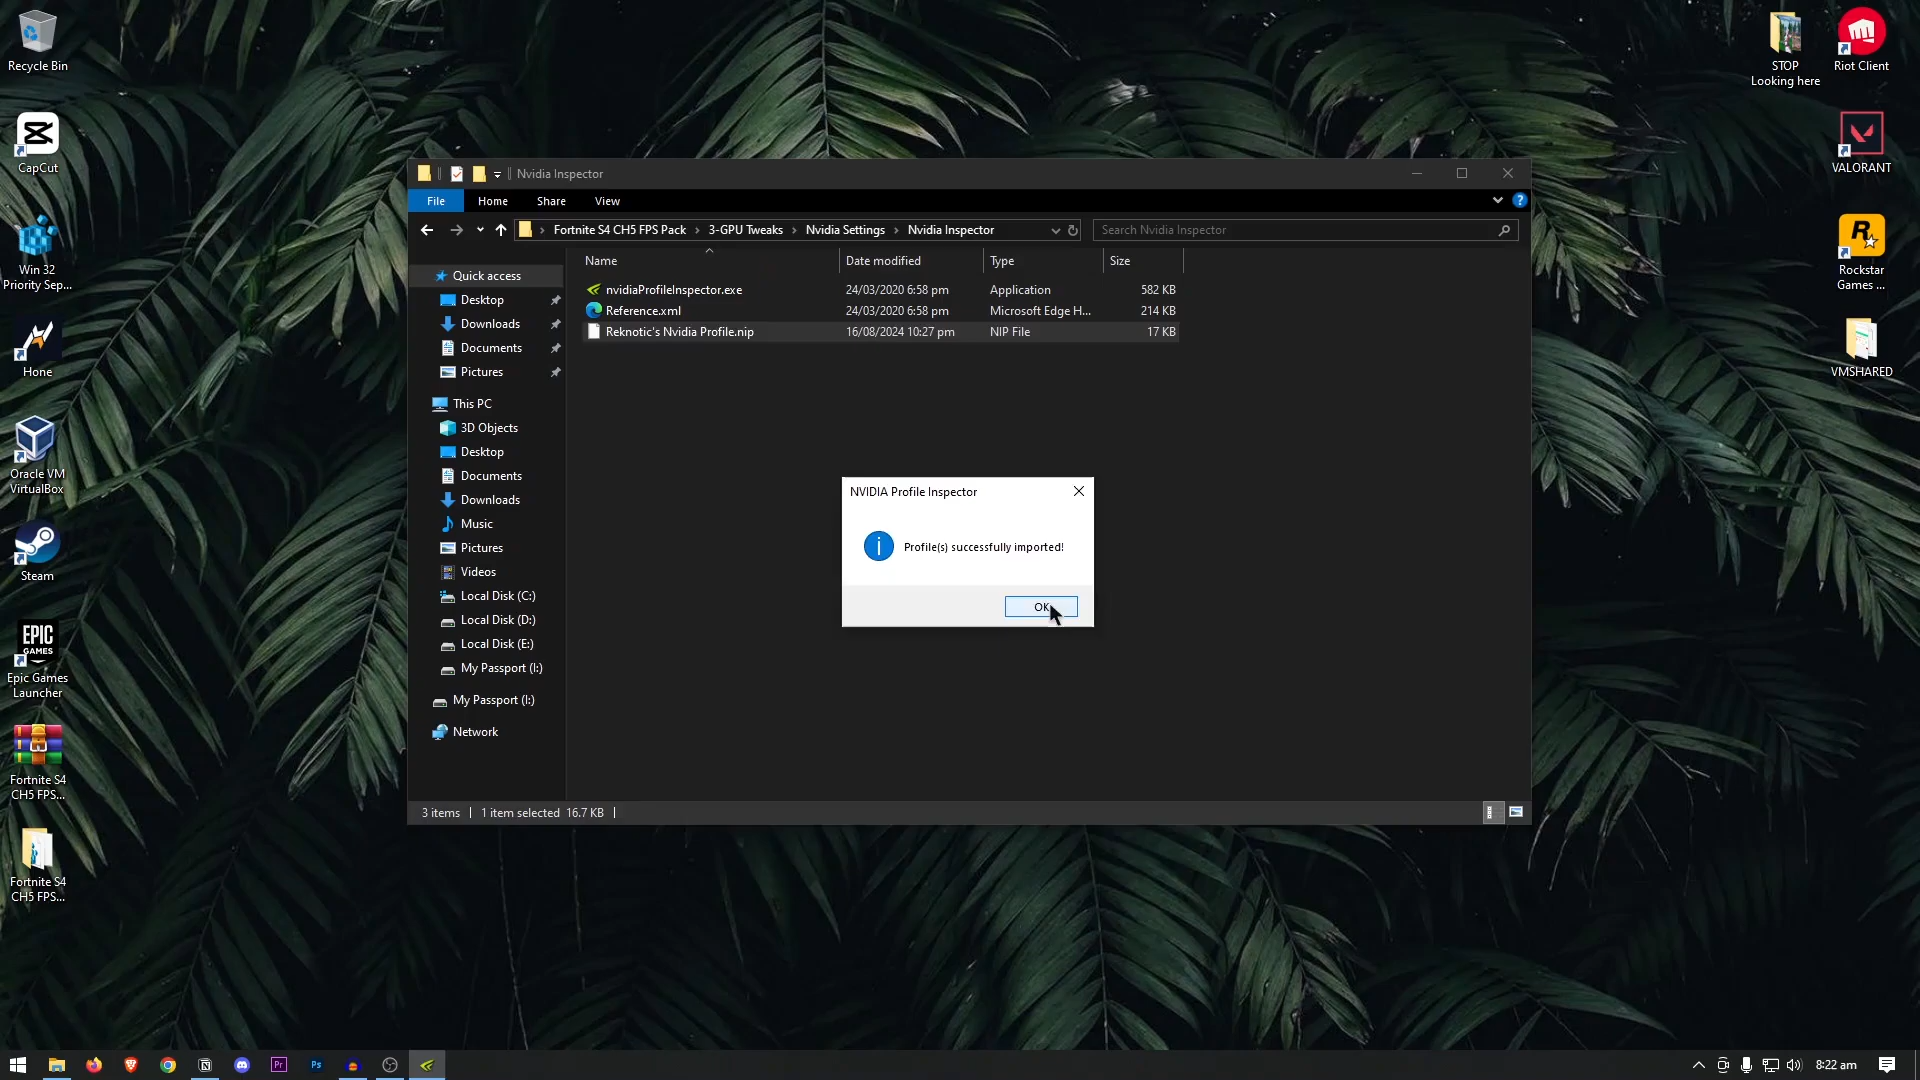 Recycle Bin
CapCut
Win 32
Priority Sep...
Hone
Oracle VM
VirtualBox
Steam
EPIC
GAMES
Epic Games
Launcher
Fortnite S4
CH5 FPS...
Fortnite S4
CH5 FPS...
STOP
Looking here
Riot Client
VALORANT
Rockstar
Games ...
VMSHARED
Nvidia Inspector
File Home Share View
Fortnite S4 CH5 FPS Pack > 3-GPU Tweaks > Nvidia Settings > Nvidia Inspector
Search Nvidia Inspector
Name Date modified Type Size
nvidiaProfileInspector.exe 24/03/2020 6:58 pm Application 582 KB
Reference.xml 24/03/2020 6:58 pm Microsoft Edge H... 214 KB
Reknotic's Nvidia Profile.nip 16/08/2024 10:27 pm NIP File 17 KB
Quick access
Desktop
Downloads
Documents
Pictures
This PC
3D Objects
Desktop
Documents
Downloads
Music
Pictures
Videos
Local Disk (C:)
Local Disk (D:)
Local Disk (E:)
My Passport (I:)
My Passport (I:)
Network
NVIDIA Profile Inspector
Profile(s) successfully imported!
OK
3 items | 1 item selected 16.7 KB |
Pr
Ps
8:22 am